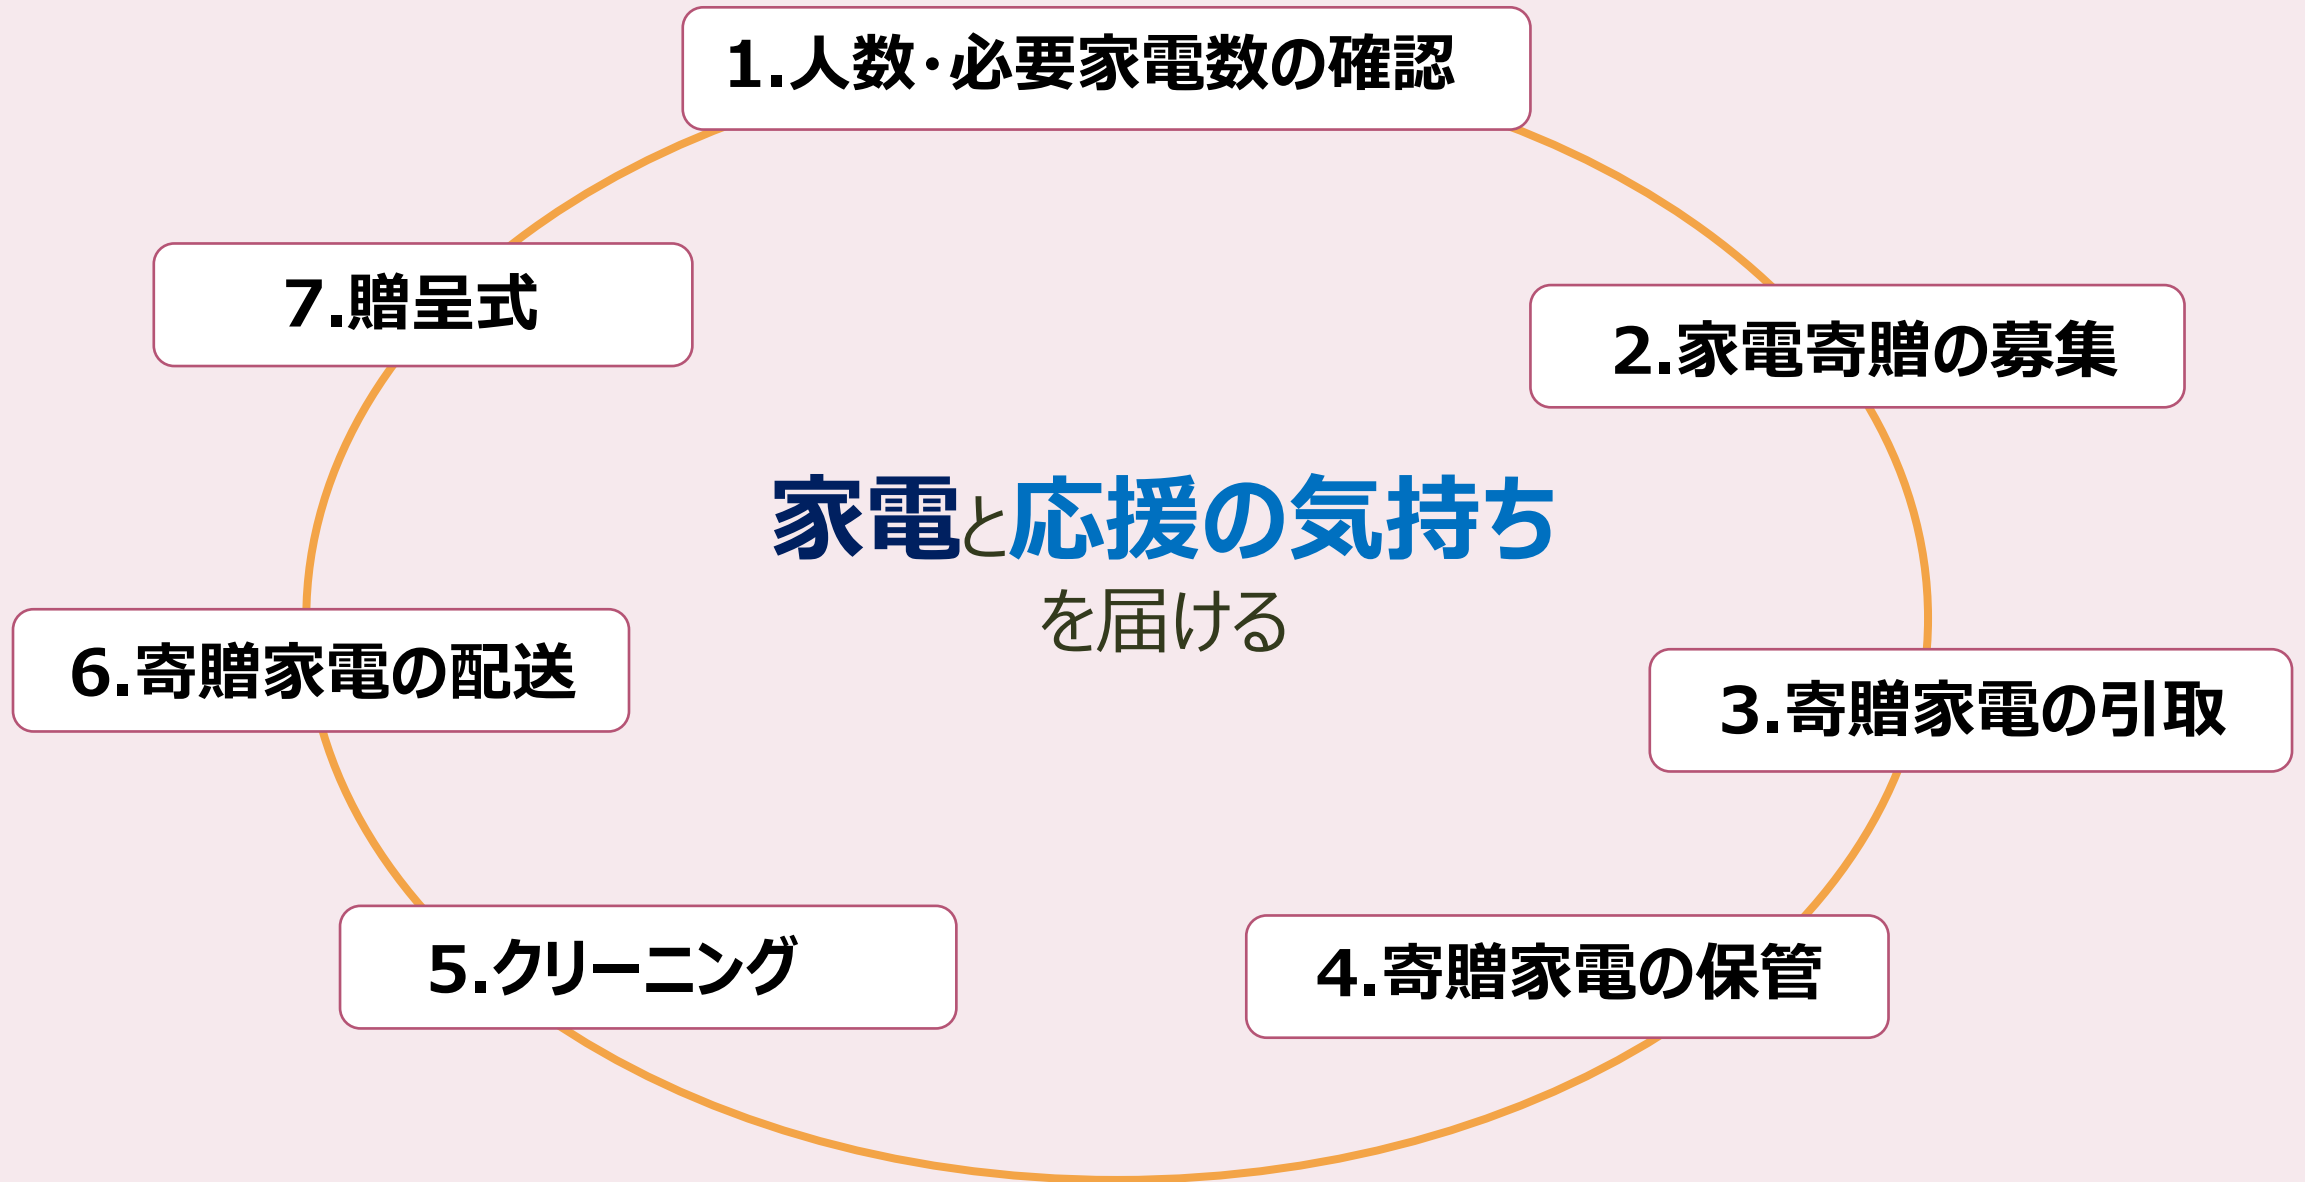 1.人数・必要家電数の確認
2.家電寄贈の募集
3.寄贈家電の引取
4.寄贈家電の保管
5.クリーニング
6.寄贈家電の配送
7.贈呈式
家電と応援の気持ち
を届ける